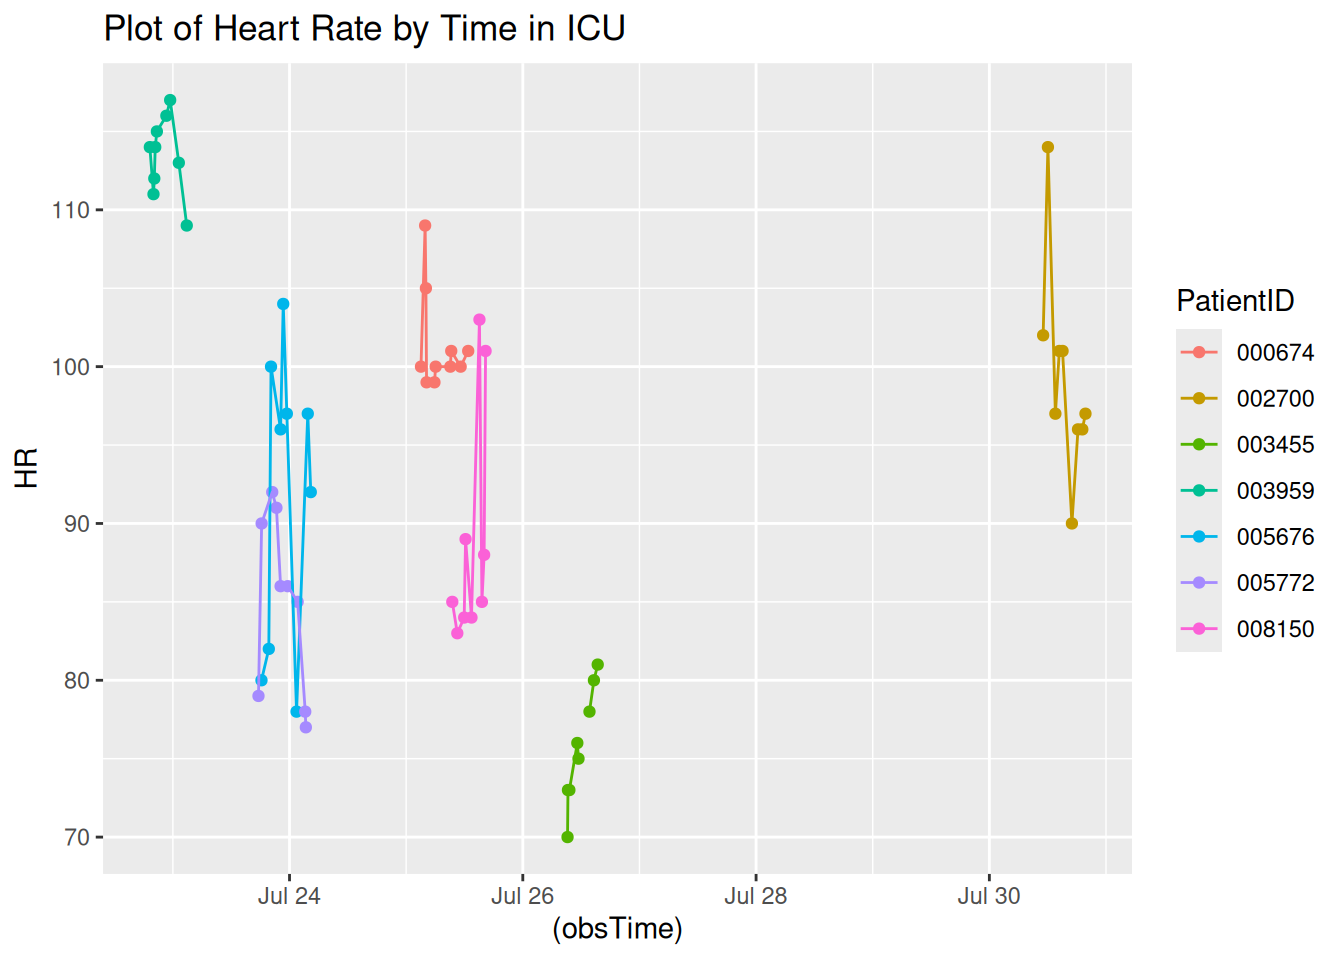 Plot of Heart Rate by Time in ICU
HR
110
100
90
80
70
Jul 24
Jul 26
Jul 28
Jul 30
(obsTime)
PatientID
000674
002700
003455
003959
005676
005772
008150